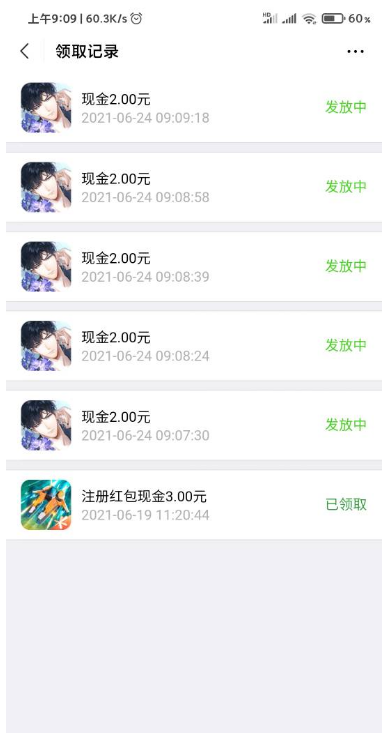 上午9:09 | 60.3K/s
HD
60%
领取记录
现金2.00元
2021-06-24 09:09:18
发放中
现金2.00元
2021-06-24 09:08:58
发放中
现金2.00元
2021-06-24 09:08:39
发放中
现金2.00元
2021-06-24 09:08:24
发放中
现金2.00元
2021-06-24 09:07:30
发放中
注册红包现金3.00元
2021-06-19 11:20:44
已领取